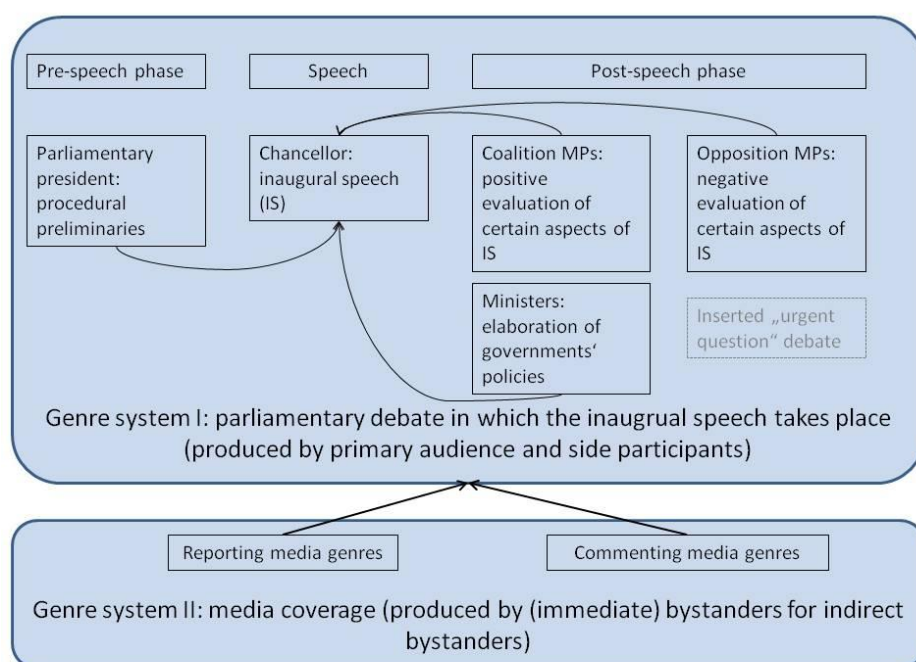 Pre-speech phase
Speech
Post-speech phase
Parliamentary
president:
procedural
preliminaries
Chancellor:
inaugural speech
(IS)
Coalition MPs:
positive
evaluation of
certain aspects of
IS
Opposition MPs:
negative
evaluation of
certain aspects of
IS
Ministers:
elaboration of
governments‘
policies
Inserted „urgent
question“ debate
Genre system I: parliamentary debate in which the inaugrual speech takes place
(produced by primary audience and side participants)
Reporting media genres
Commenting media genres
Genre system II: media coverage (produced by (immediate) bystanders for indirect
bystanders)